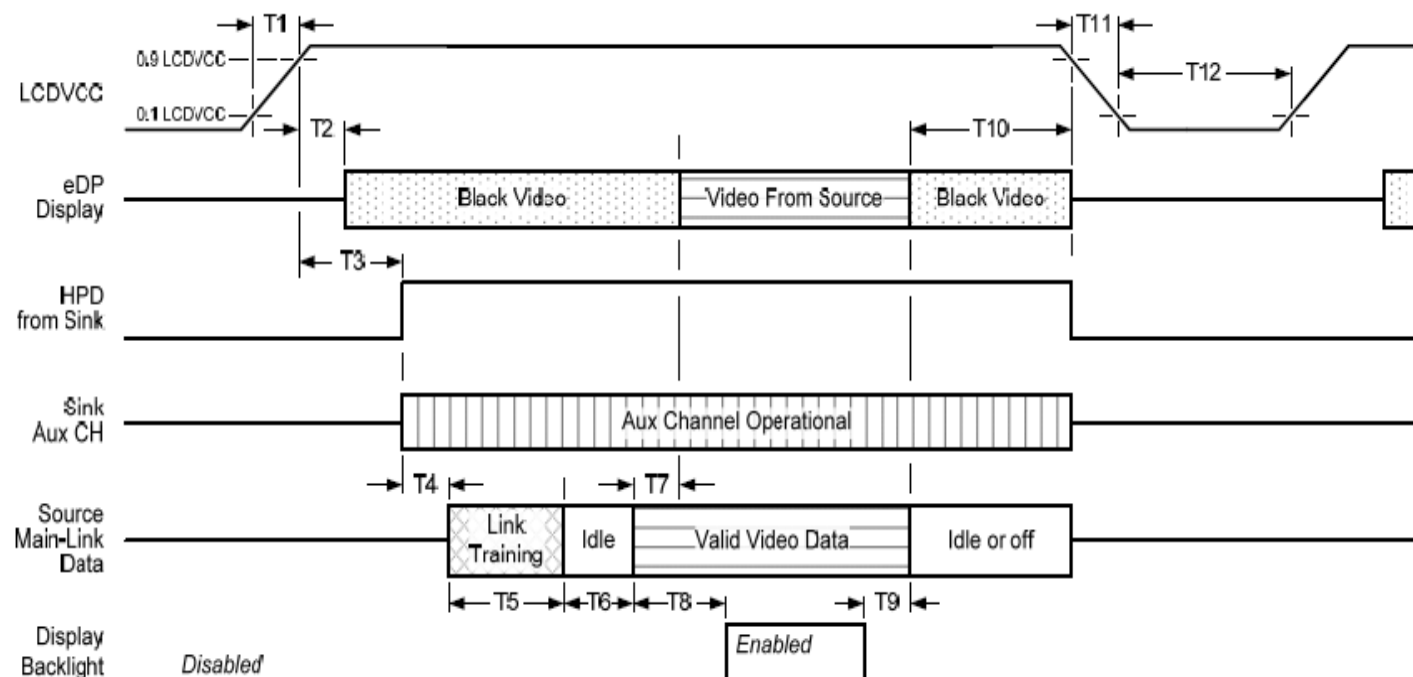 T1
T11
0.9 LCDVCC
T12
LCDVCC
0.1 LCDVCC
T2
T10
eDP
Display
Black Video
Video From Source
Black Video
T3
HPD
from Sink
Sink
Aux CH
Aux Channel Operational
T4
T7
Source
Main-Link
Data
Link
Training
Idle
Valid Video Data
Idle or off
T5
T6
T8
T9
Display
Backlight
Disabled
Enabled